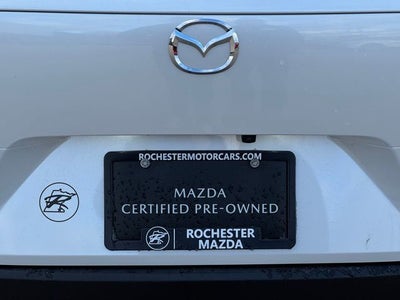 ROCHESTERMOTORCARS.COM
MAZDA
CERTIFIED PRE-OWNED
ROCHESTER
MAZDA